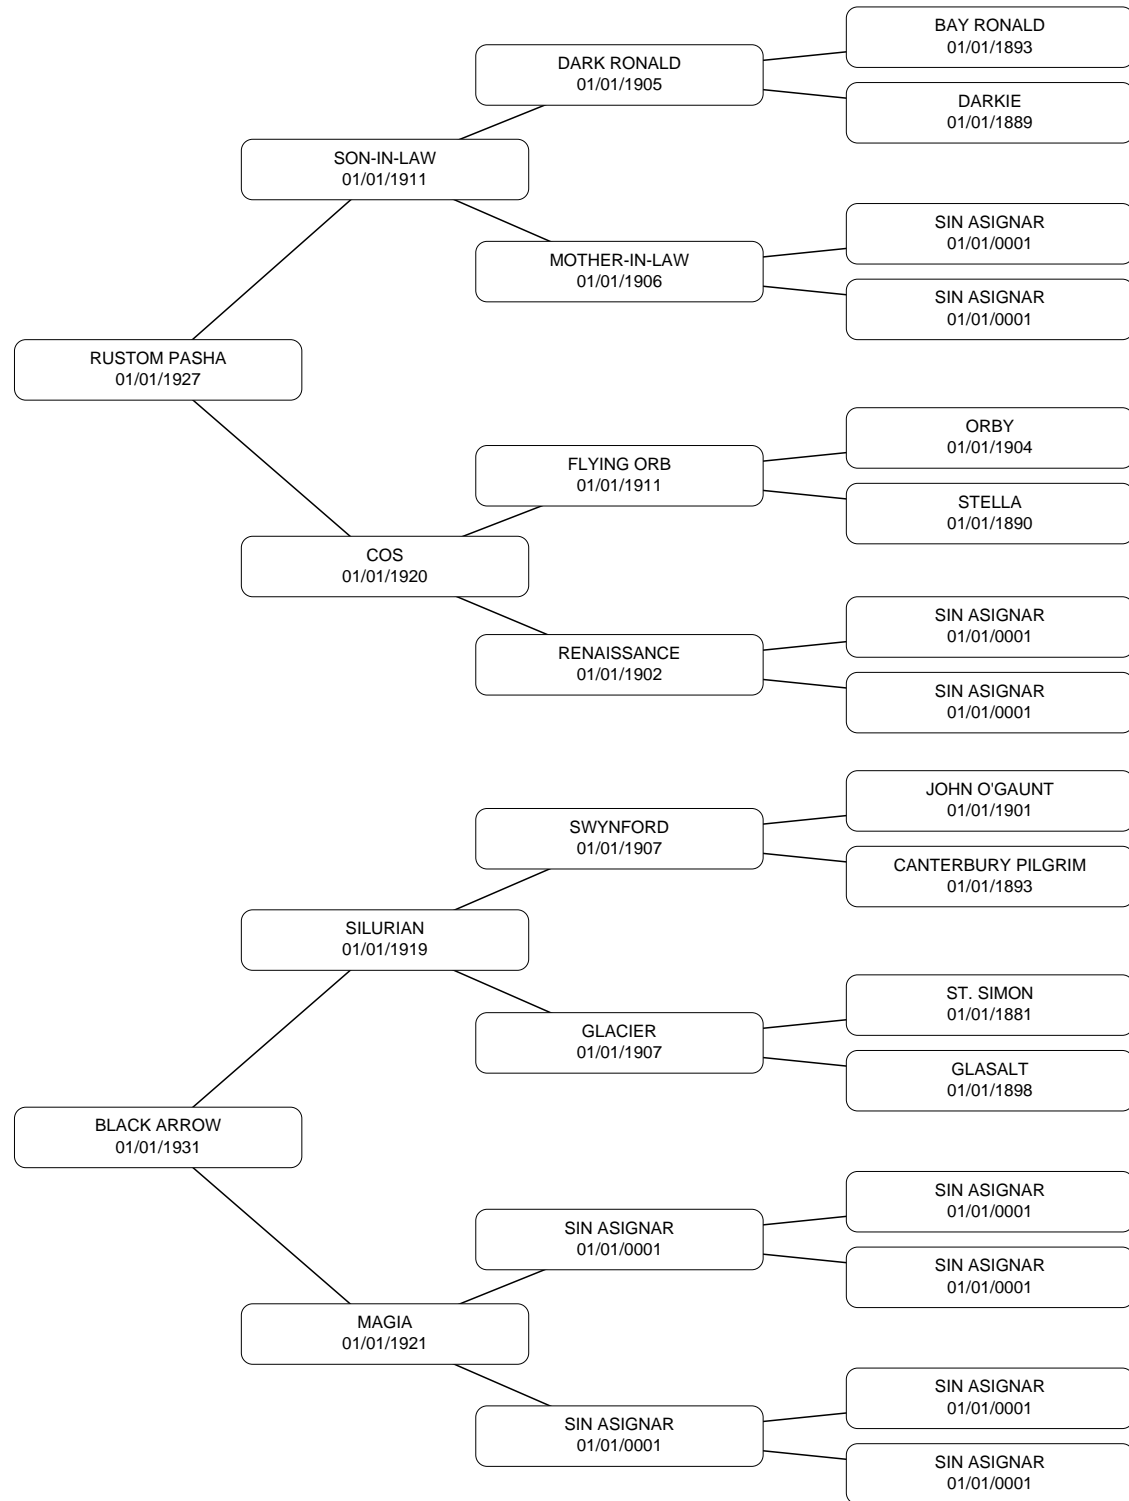 BAY RONALD
01/01/1893
DARK RONALD
01/01/1905
DARKIE
01/01/1889
SON-IN-LAW
01/01/1911
SIN ASIGNAR
01/01/0001
MOTHER-IN-LAW
01/01/1906
SIN ASIGNAR
01/01/0001
RUSTOM PASHA
01/01/1927
ORBY
01/01/1904
FLYING ORB
01/01/1911
STELLA
01/01/1890
COS
01/01/1920
SIN ASIGNAR
01/01/0001
RENAISSANCE
01/01/1902
SIN ASIGNAR
01/01/0001
JOHN O'GAUNT
01/01/1901
SWYNFORD
01/01/1907
CANTERBURY PILGRIM
01/01/1893
SILURIAN
01/01/1919
ST. SIMON
01/01/1881
GLACIER
01/01/1907
GLASALT
01/01/1898
BLACK ARROW
01/01/1931
SIN ASIGNAR
01/01/0001
SIN ASIGNAR
01/01/0001
SIN ASIGNAR
01/01/0001
MAGIA
01/01/1921
SIN ASIGNAR
01/01/0001
SIN ASIGNAR
01/01/0001
SIN ASIGNAR
01/01/0001